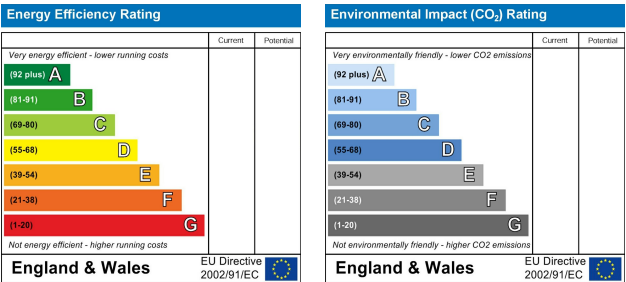 Energy Efficiency Rating
Current Potential
Very energy efficient - lower running costs
(92 plus) A
(81-91) B
(69-80) C
(55-68) D
(39-54) E
(21-38) F
(1-20) G
Not energy efficient - higher running costs
England & Wales
EU Directive
2002/91/EC
Environmental Impact (CO₂) Rating
Current Potential
Very environmentally friendly - lower CO2 emissions
(92 plus) A
(81-91) B
(69-80) C
(55-68) D
(39-54) E
(21-38) F
(1-20) G
Not environmentally friendly - higher CO2 emissions
England & Wales
EU Directive
2002/91/EC